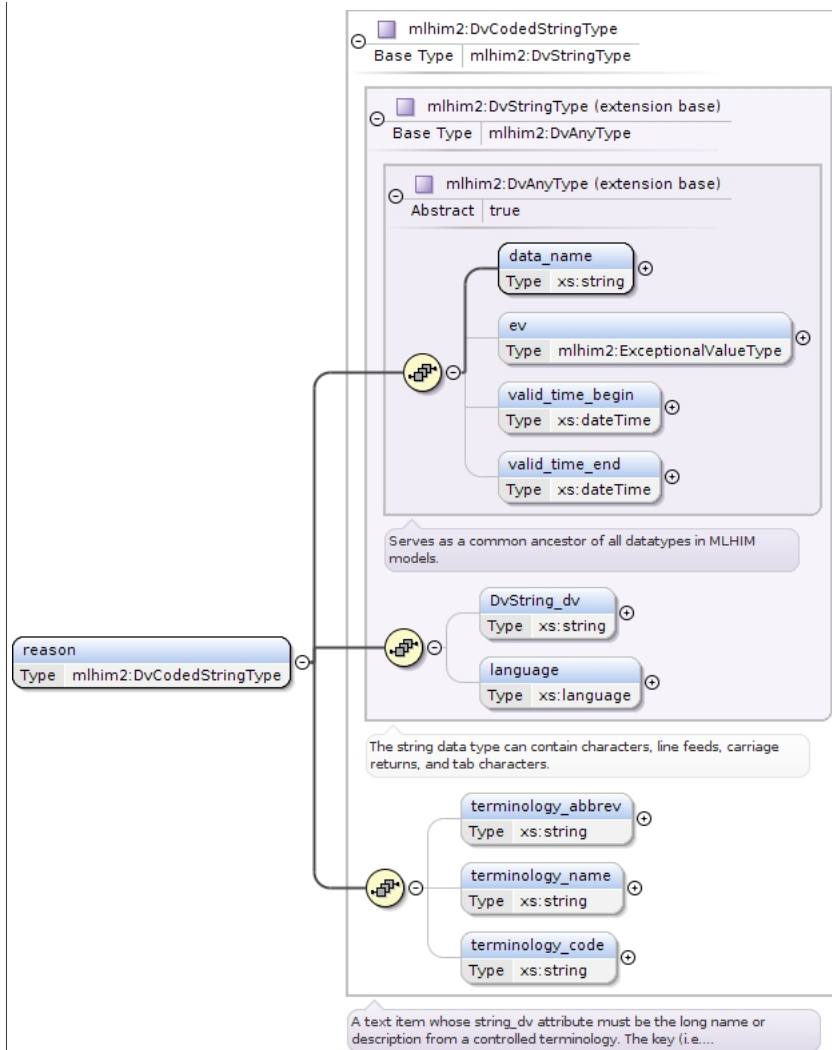 mlhim2:DvCodedStringType
Base Type mlhim2:DvStringType
mlhim2:DvStringType (extension base)
Base Type mlhim2:DvAnyType
mlhim2:DvAnyType (extension base)
Abstract true
data_name
Type xs:string
ev
Type mlhim2:ExceptionalValueType
valid_time_begin
Type xs:dateTime
valid_time_end
Type xs:dateTime
Serves as a common ancestor of all datatypes in MLHIM
models.
DvString_dv
Type xs:string
language
Type xs:language
reason
Type mlhim2:DvCodedStringType
The string data type can contain characters, line feeds, carriage
returns, and tab characters.
terminology_abbrev
Type xs:string
terminology_name
Type xs:string
terminology_code
Type xs:string
A text item whose string_dv attribute must be the long name or
description from a controlled terminology. The key (i.e....